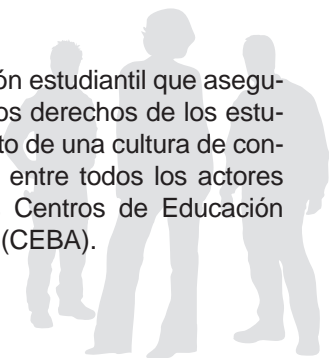 ón estudiantil que asegu-
os derechos de los estu-
to de una cultura de con-
entre todos los actores
Centros de Educación
(CEBA).